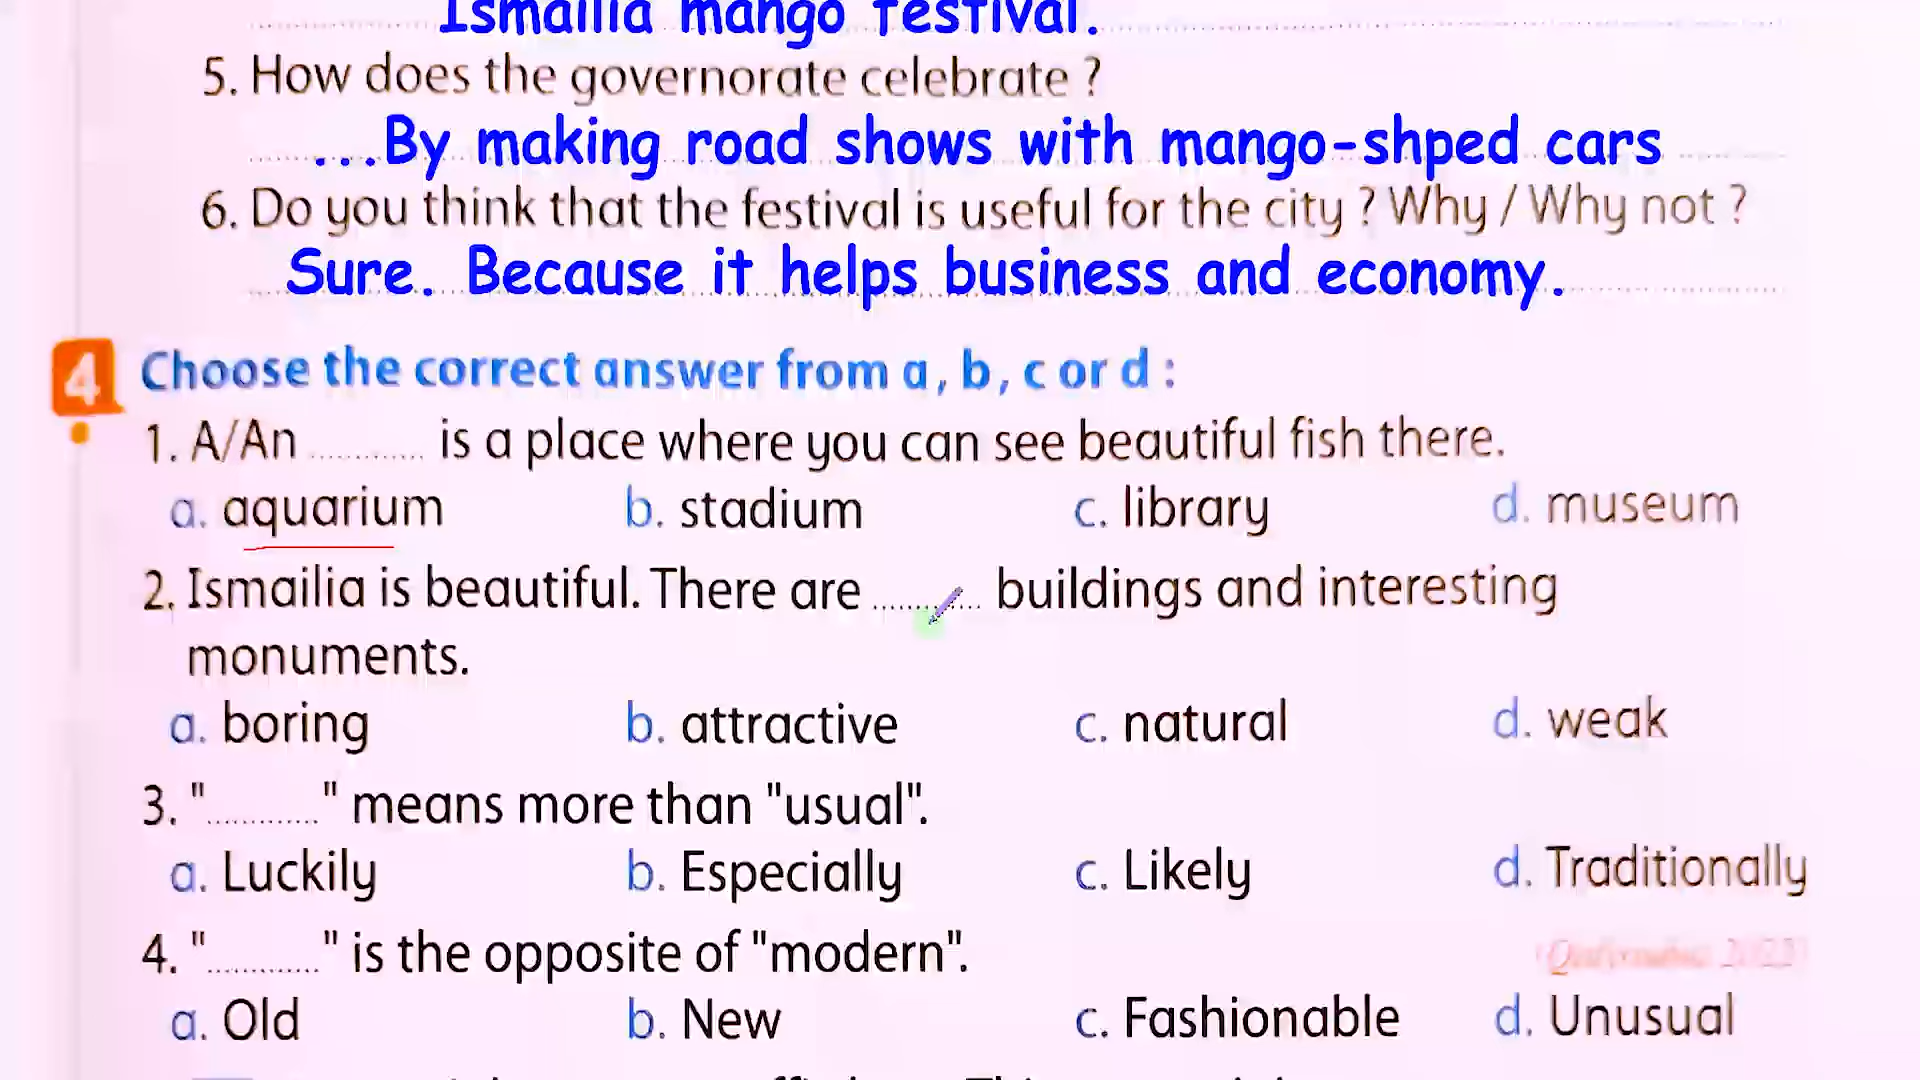 Ismailia mango festival.
5. How does the governorate celebrate ?
...By making road shows with mango-shped cars
6. Do you think that the festival is useful for the city ? Why / Why not ?
Sure. Because it helps business and economy.
4 Choose the correct answer from a, b, c or d :
1. A/An ............ is a place where you can see beautiful fish there.
a. aquarium b. stadium c. library d. museum
2. Ismailia is beautiful. There are ............ buildings and interesting
monuments.
a. boring b. attractive c. natural d. weak
3. "............" means more than "usual".
a. Luckily b. Especially c. Likely d. Traditionally
4. "............" is the opposite of "modern".
a. Old b. New c. Fashionable d. Unusual